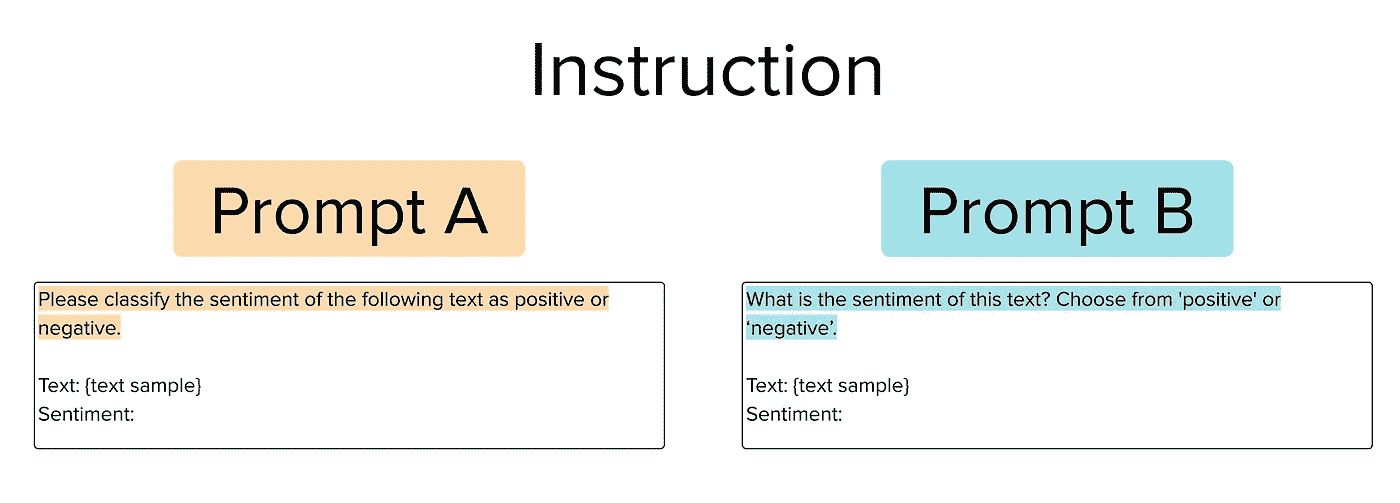 Instruction
Prompt A
Prompt B
Please classify the sentiment of the following text as positive or
negative.
Text: {text sample}
Sentiment:
What is the sentiment of this text? Choose from 'positive' or
‘negative’.
Text: {text sample}
Sentiment: